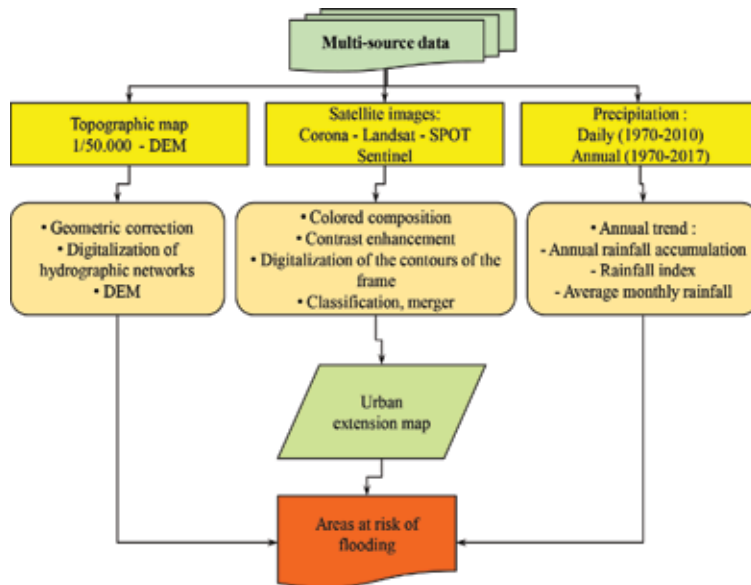 Multi-source data
Topographic map
1/50.000 - DEM
Satellite images:
Corona - Landsat - SPOT
Sentinel
Precipitation :
Daily (1970-2010)
Annual (1970-2017)
• Geometric correction
• Digitalization of
hydrographic networks
• DEM
• Colored composition
• Contrast enhancement
• Digitalization of the contours of the
frame
• Classification, merger
• Annual trend :
- Annual rainfall accumulation
- Rainfall index
- Average monthly rainfall
Urban
extension map
Areas at risk of
flooding